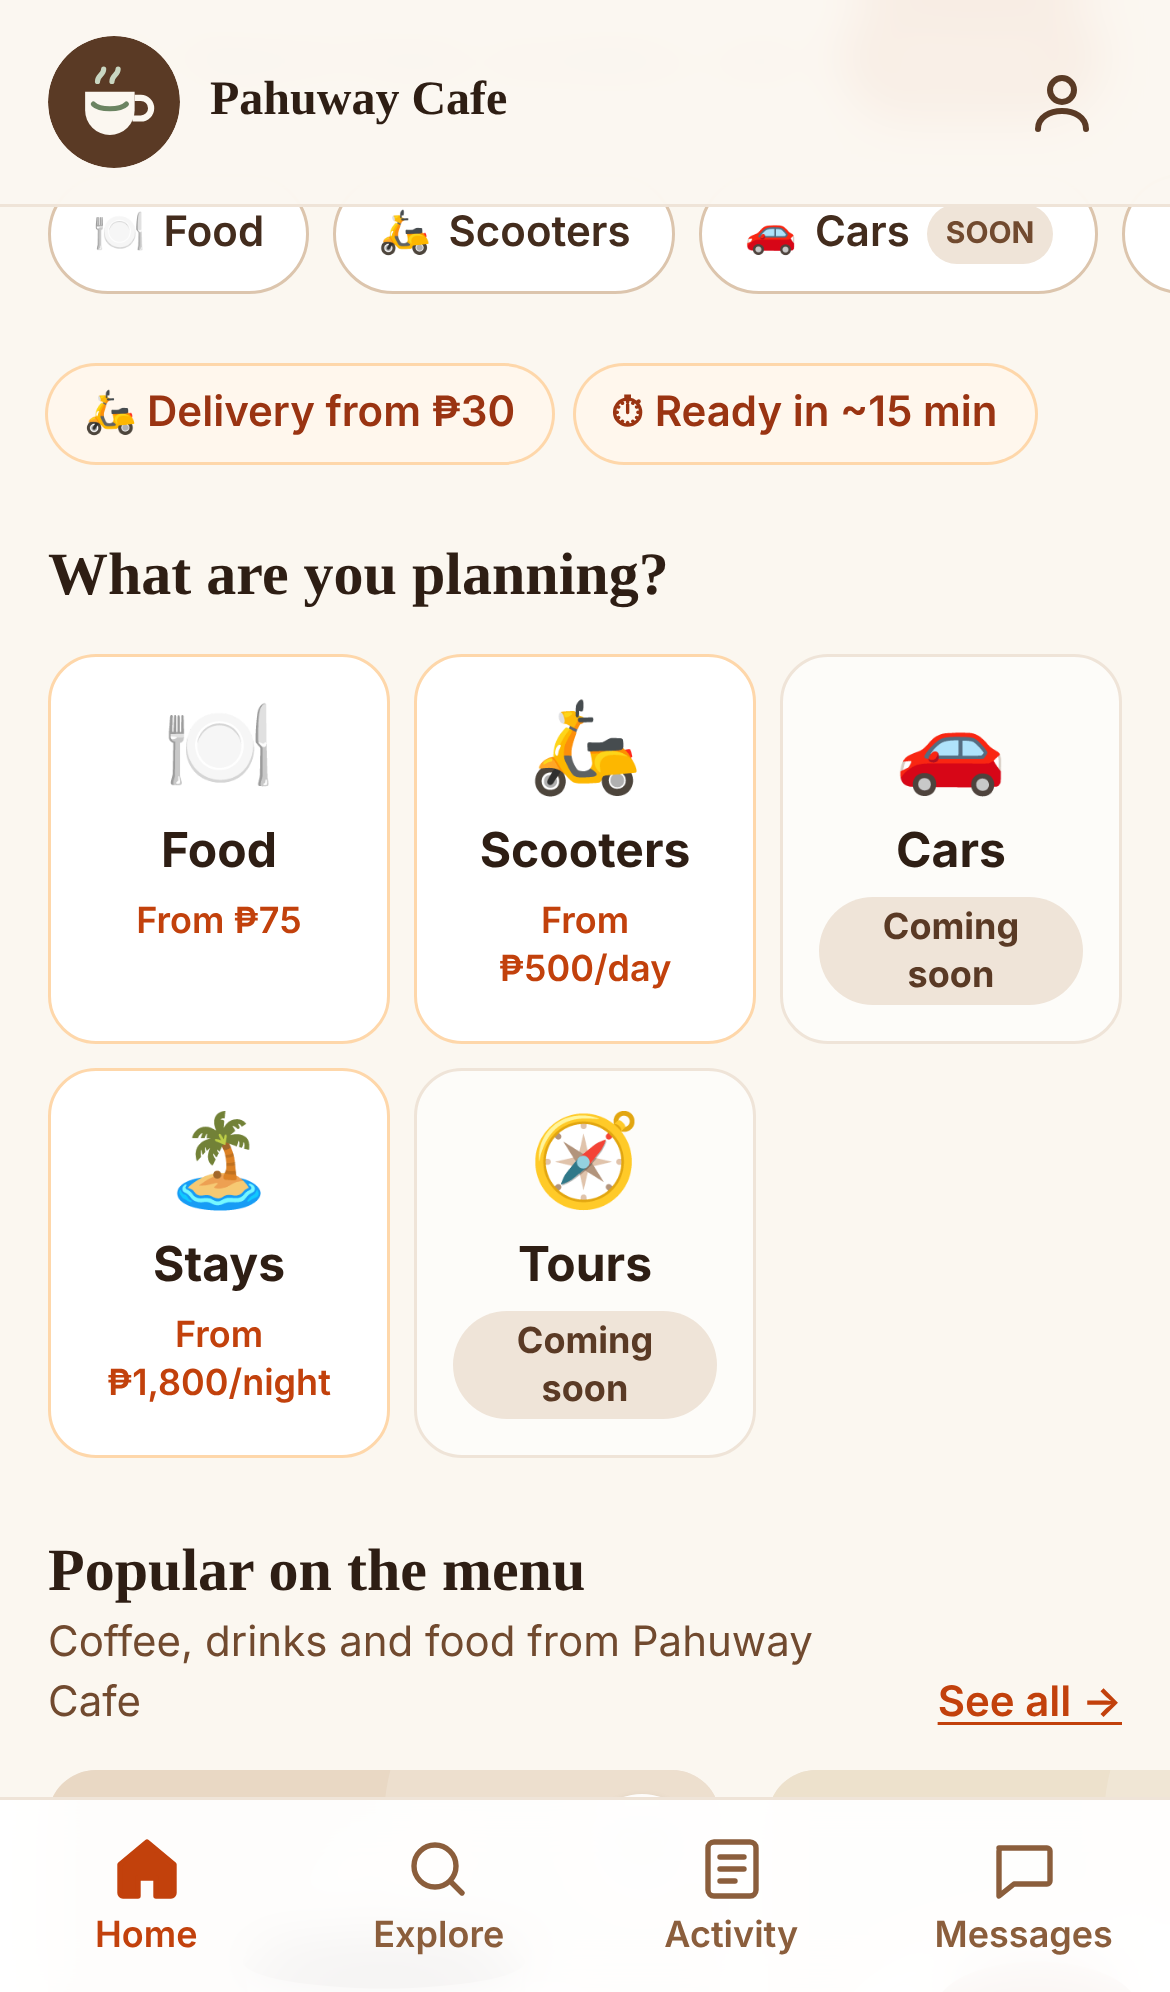 Pahuway Cafe
🍽️ Food
🛵 Scooters
🚗 Cars SOON
🛵 Delivery from ₱30
⏱ Ready in ~15 min
What are you planning?
Food
From ₱75
Scooters
From
₱500/day
Cars
Coming
soon
Stays
From
₱1,800/night
Tours
Coming
soon
Popular on the menu
Coffee, drinks and food from Pahuway
Cafe
See all →
Home
Explore
Activity
Messages